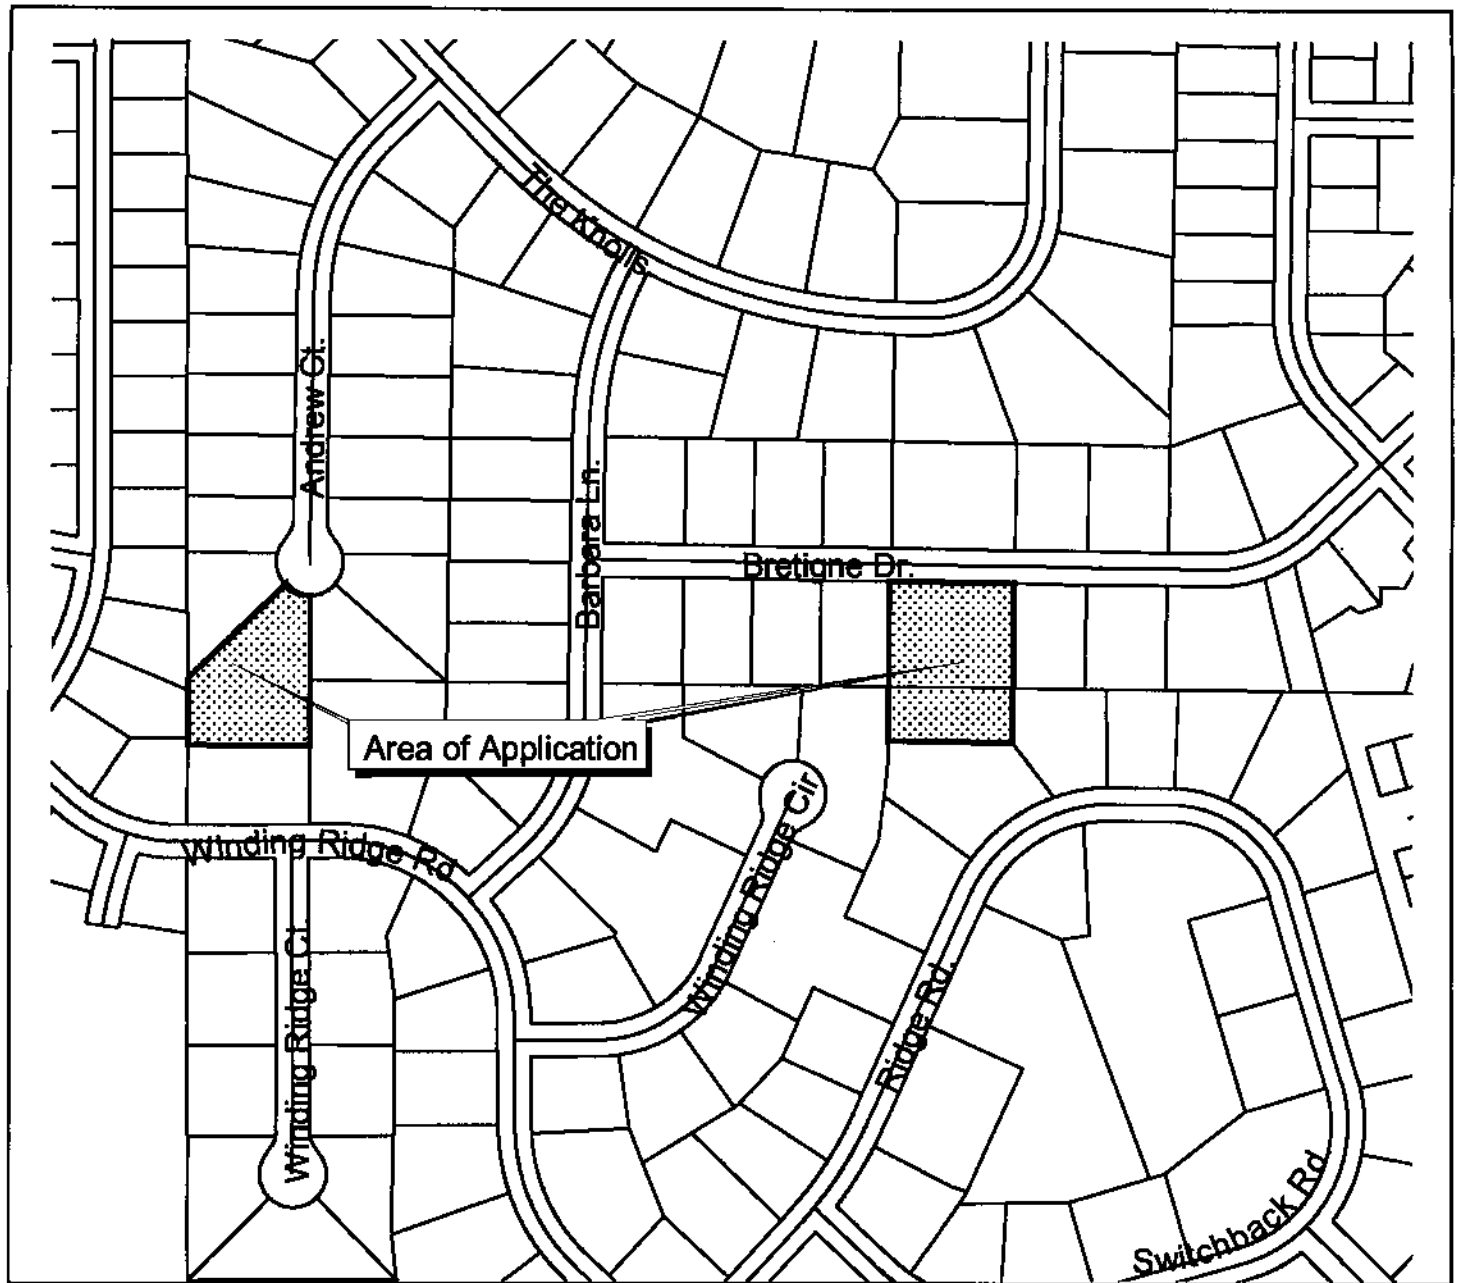 The Knolls
Andrew Ct.
Barbara Ln.
Bretigne Dr.
Area of Application
Winding Ridge Rd
Winding Ridge Cir
Winding Ridge Ct.
Ridge Rd.
Switchback Rd